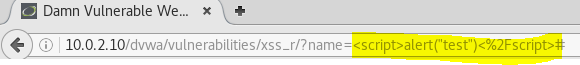 Damn Vulnerable We...
10.0.2.10/dvwa/vulnerabilities/xss_r/?name=<script>alert("test")<%2Fscript>#